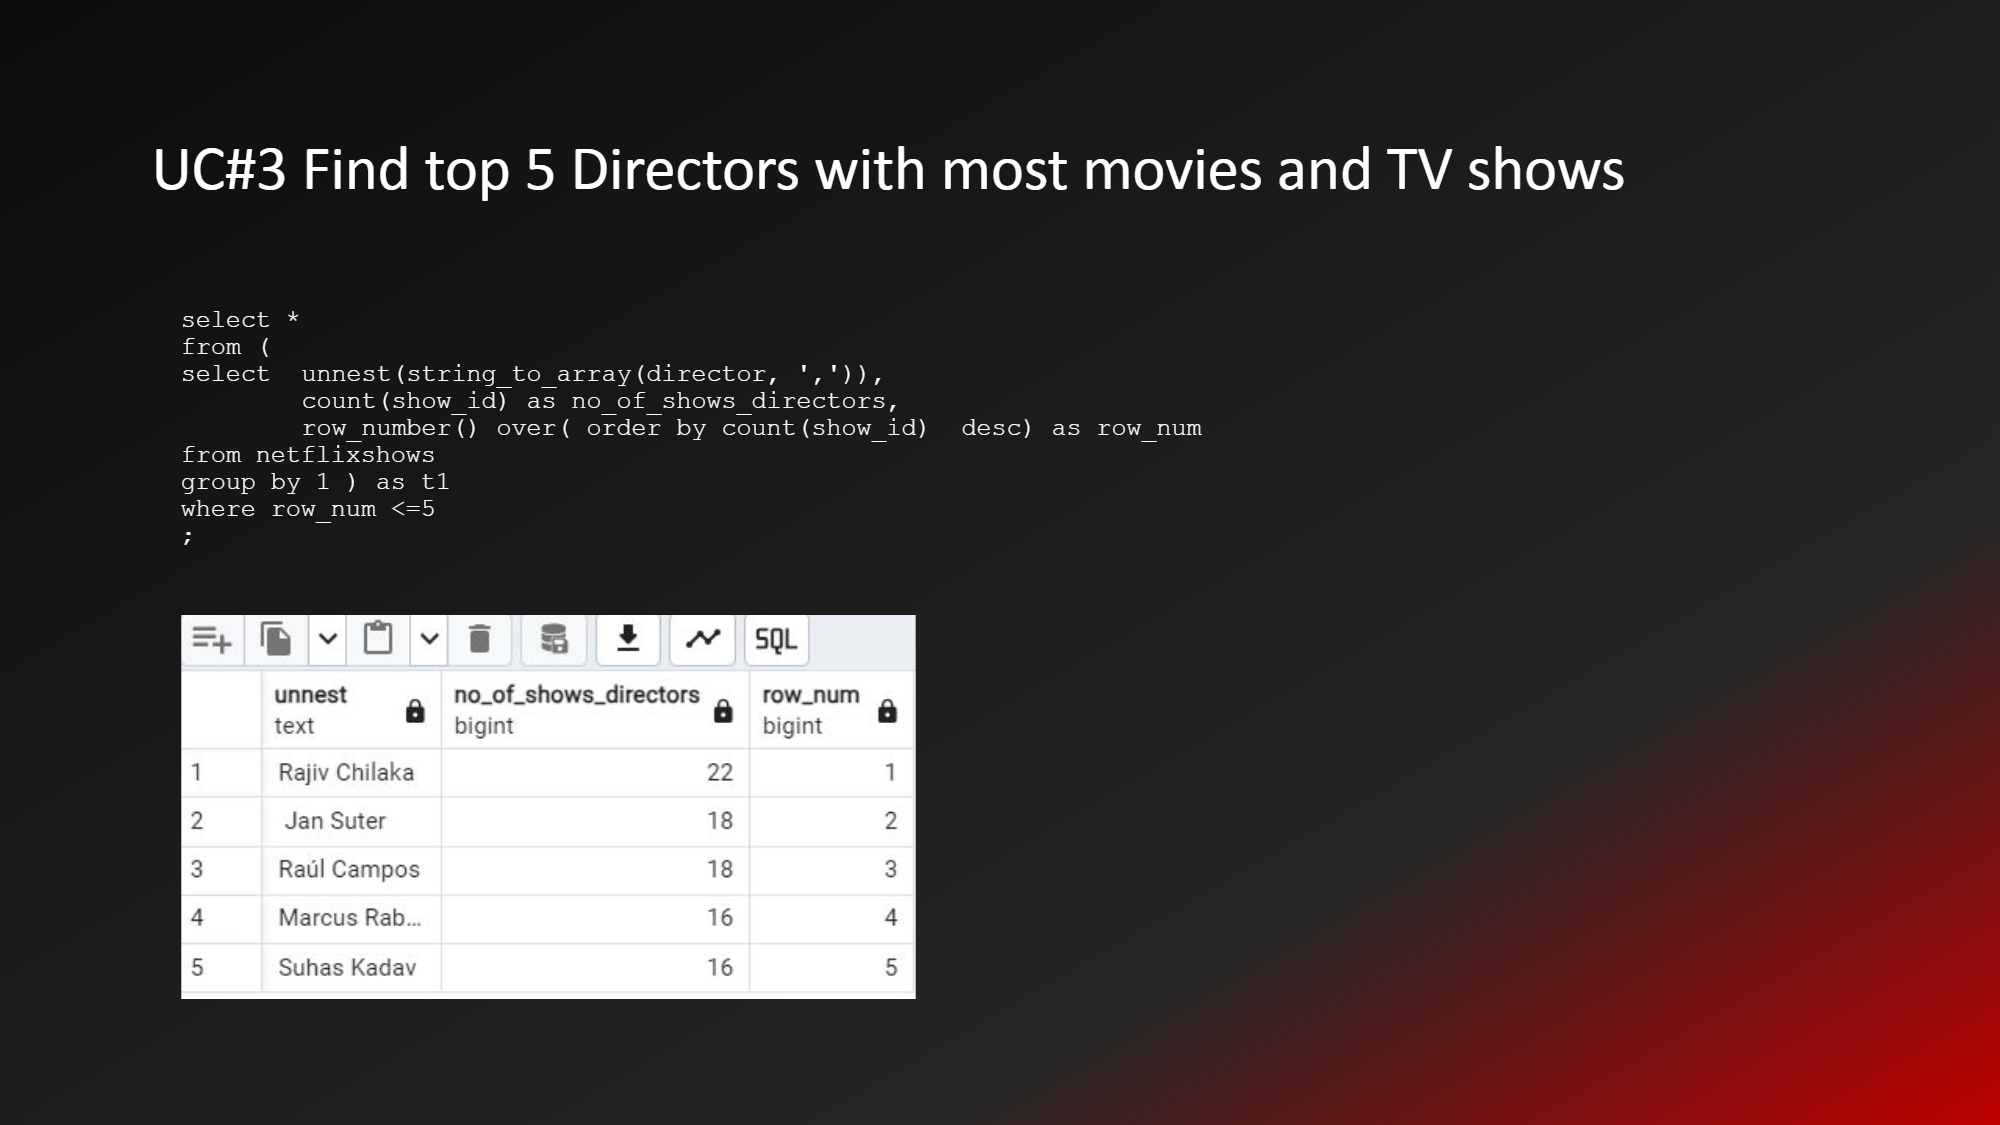 UC#3 Find top 5 Directors with most movies and TV shows
select *
from (
select  unnest(string_to_array(director, ',')),
        count(show_id) as no_of_shows_directors,
        row_number() over( order by count(show_id)  desc) as row_num
from netflixshows
group by 1 ) as t1
where row_num <=5
;
SQL
unnest no_of_shows_directors row_num
text bigint bigint
1 Rajiv Chilaka 22 1
2 Jan Suter 18 2
3 Raúl Campos 18 3
4 Marcus Rab... 16 4
5 Suhas Kadav 16 5